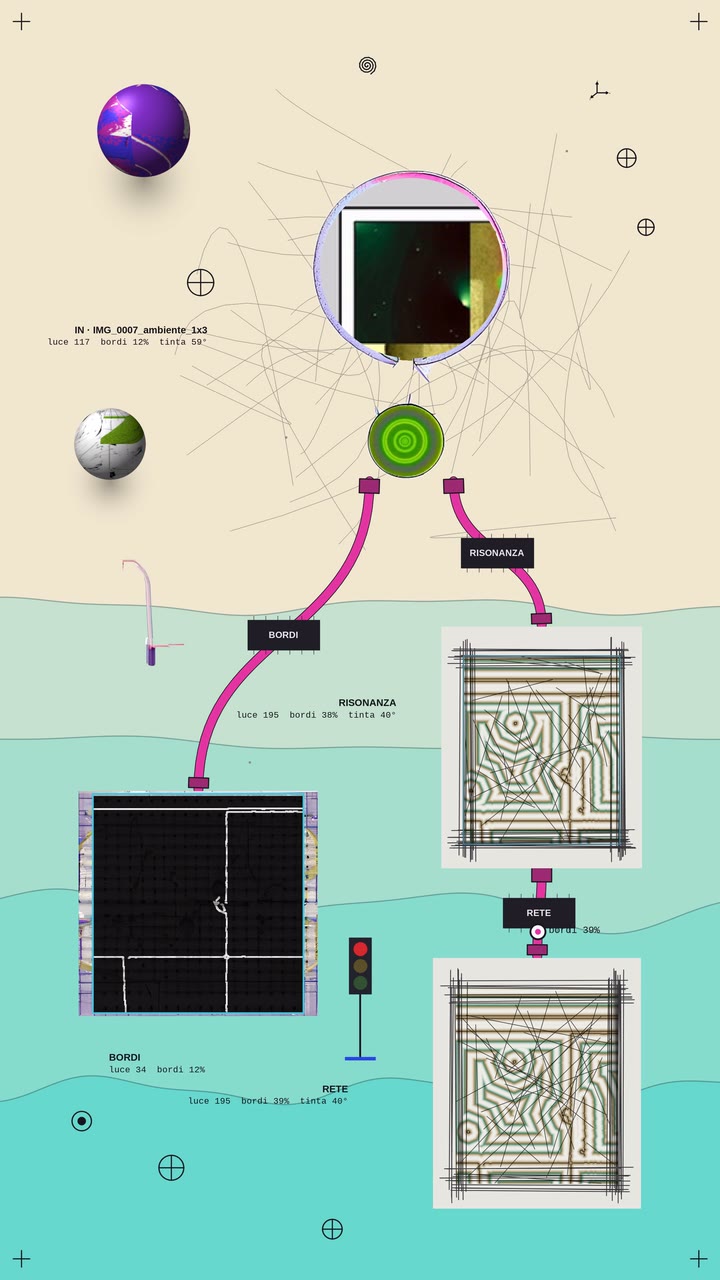 IN · IMG_0007_ambiente_1x3
luce 117  bordi 12%  tinta 59°
RISONANZA
BORDI
RISONANZA
luce 195  bordi 38%  tinta 40°
RETE
bordi 39%
BORDI
luce 34  bordi 12%
RETE
luce 195  bordi 39%  tinta 40°